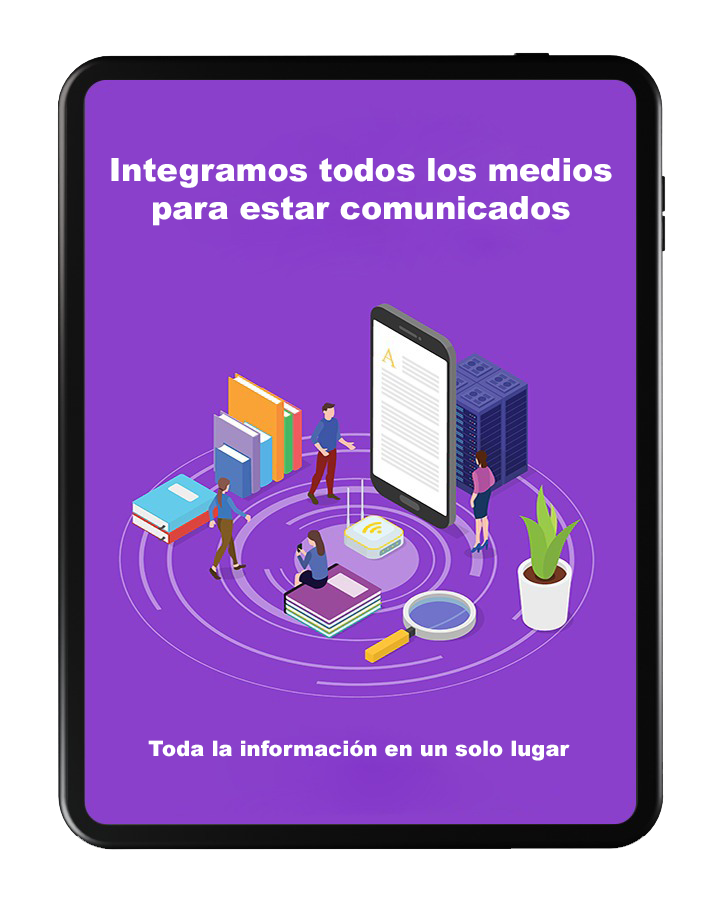 Integramos todos los medios
para estar comunicados
A
Toda la información en un solo lugar